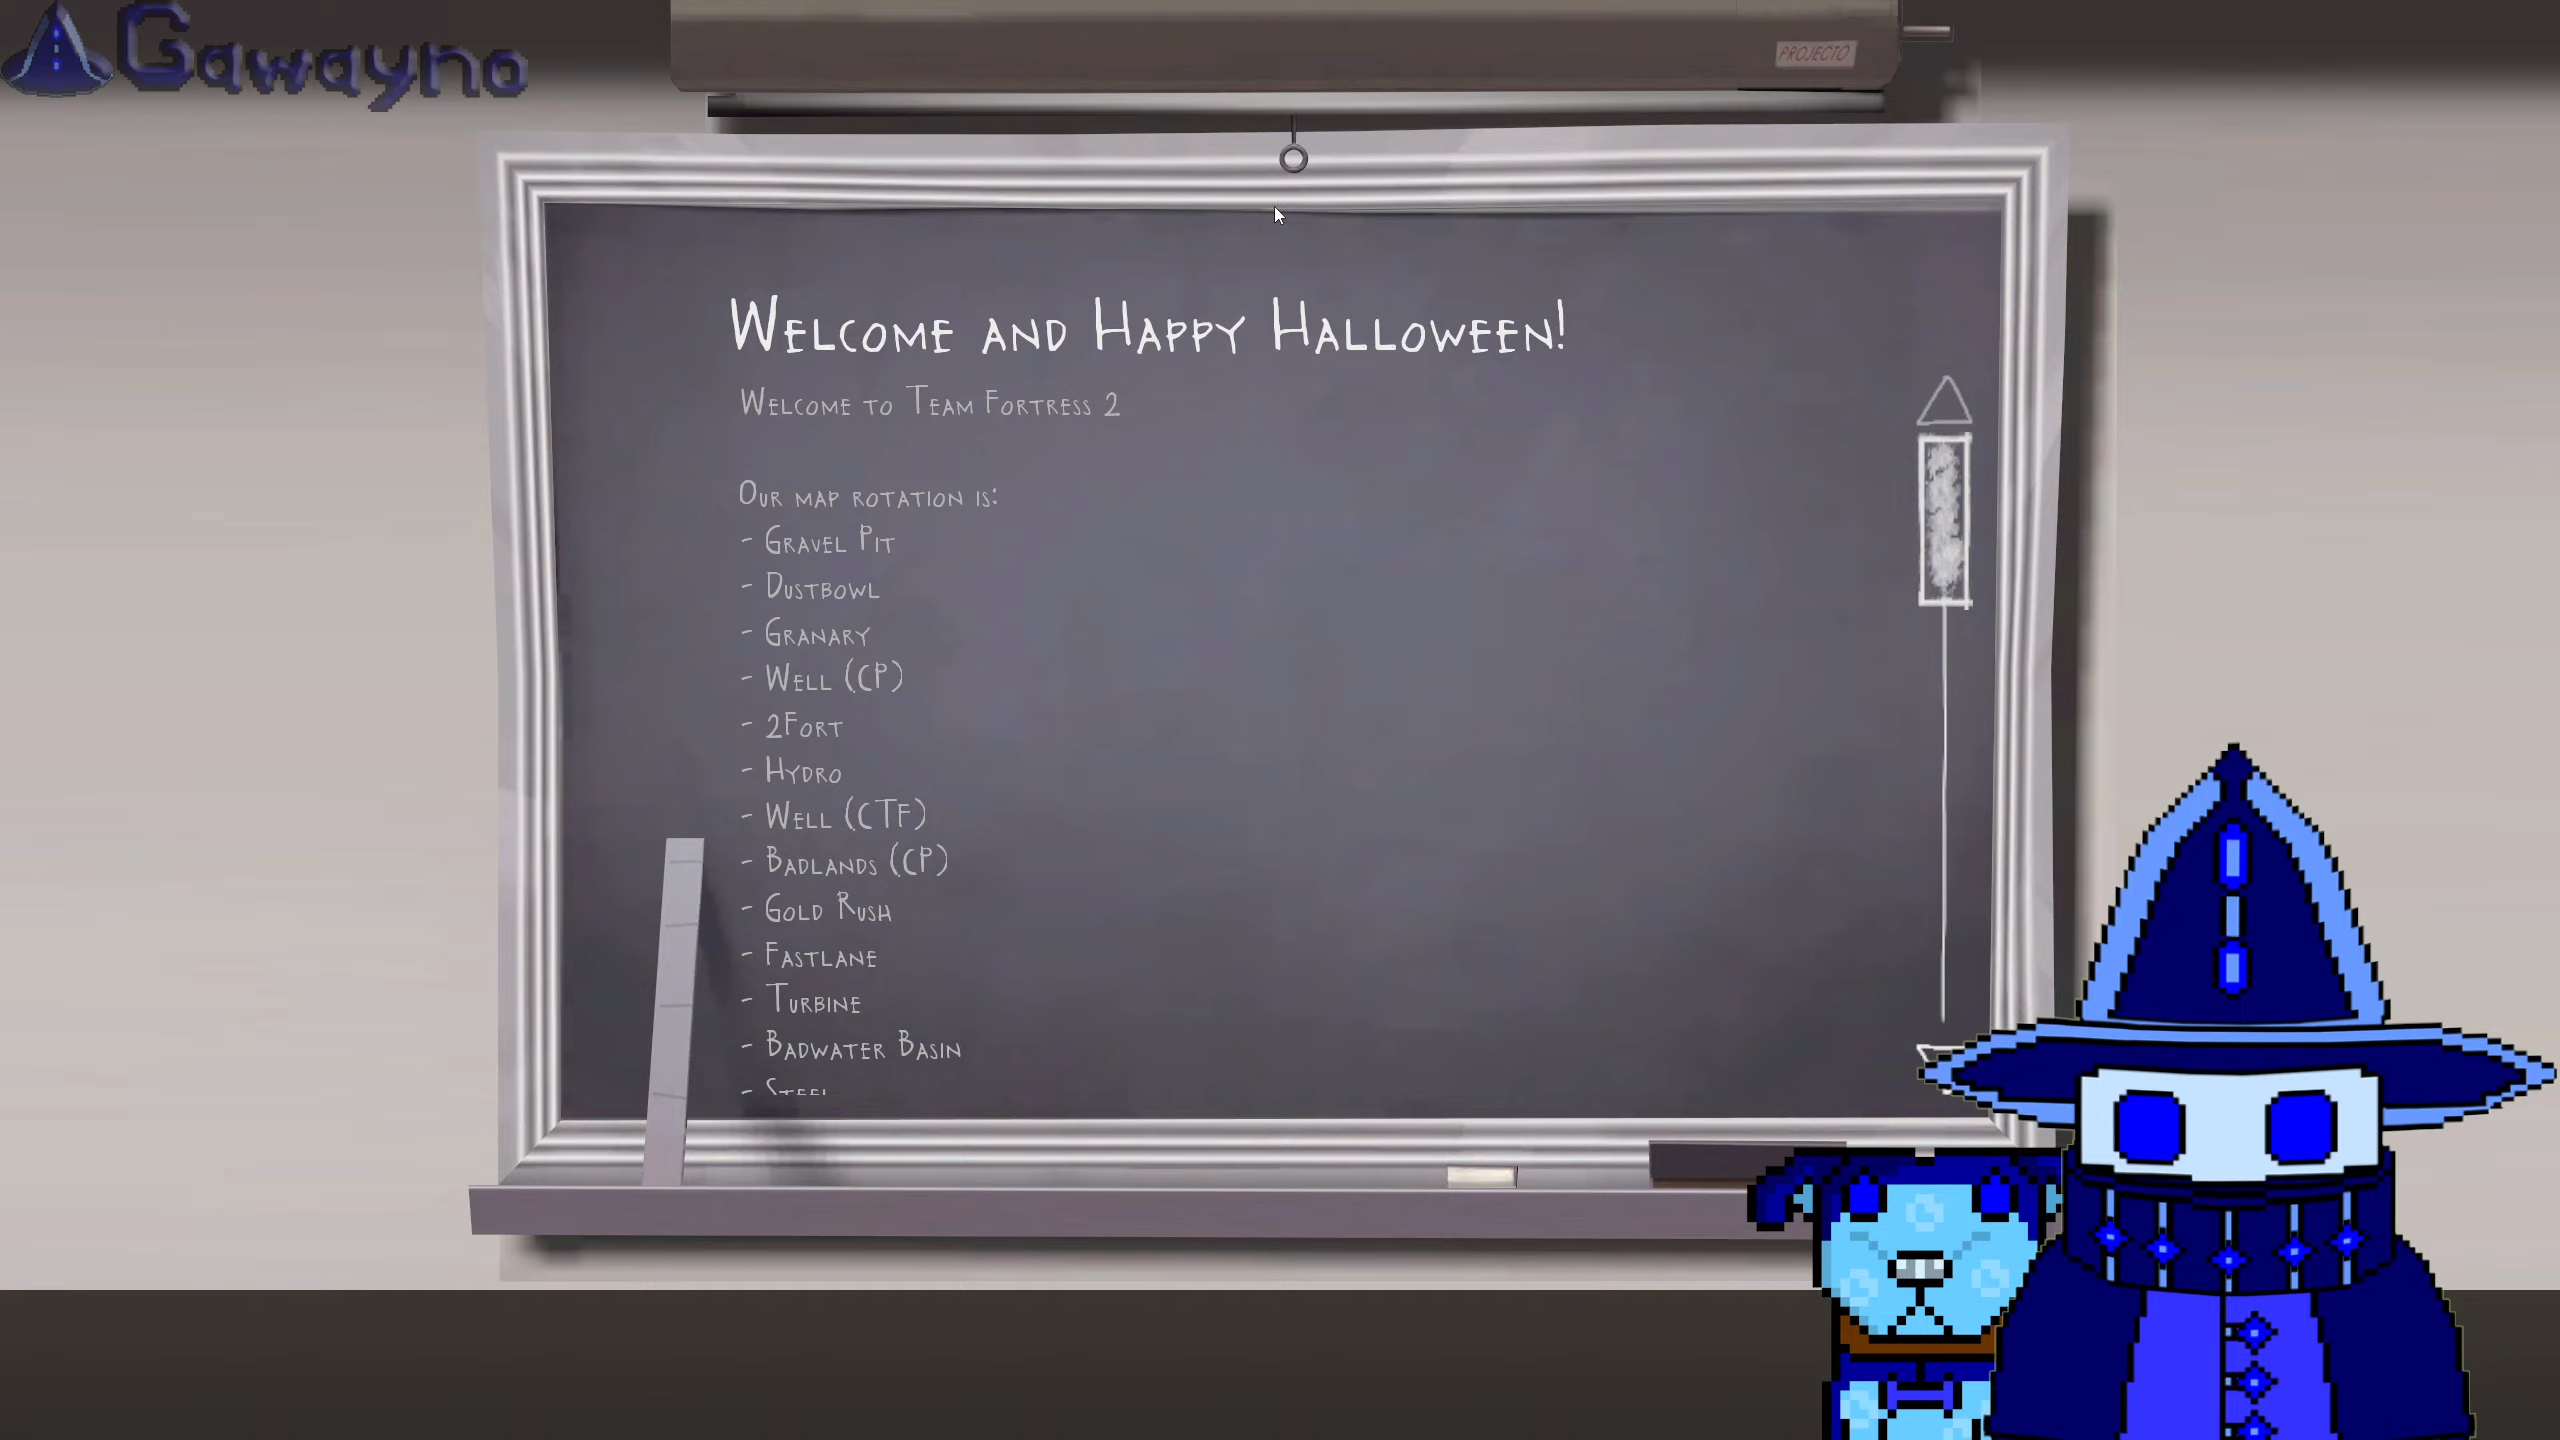 Gawayno
PROJECTO
Welcome and Happy Halloween!
Welcome to Team Fortress 2
Our map rotation is:
- Gravel Pit
- Dustbowl
- Granary
- Well (CP)
- 2Fort
- Hydro
- Well (CTF)
- Badlands (CP)
- Gold Rush
- Fastlane
- Turbine
- Badwater Basin
- Steel